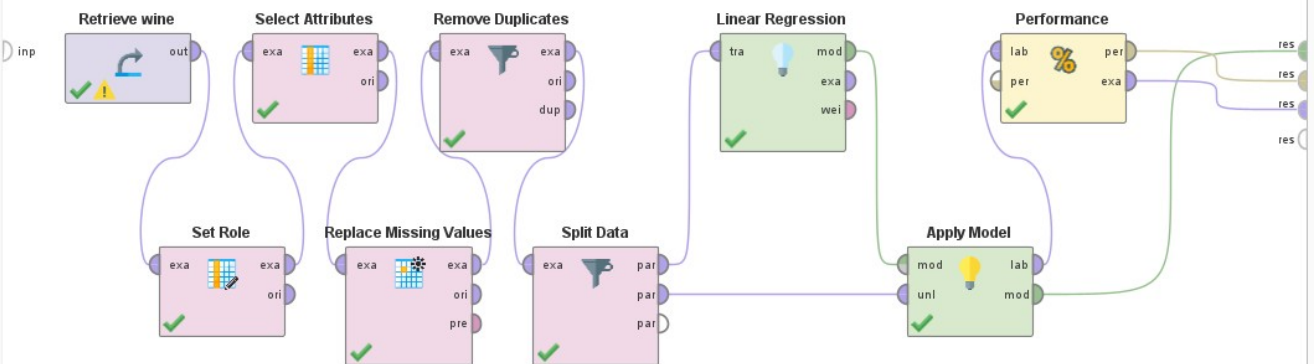 Retrieve wine
inp
out
Select Attributes
exa
exa
ori
Remove Duplicates
exa
exa
ori
dup
Linear Regression
tra
mod
exa
wei
Performance
lab
per
per
exa
res
res
res
res
Set Role
exa
exa
ori
Replace Missing Values
exa
exa
ori
pre
Split Data
exa
par
par
par
Apply Model
mod
lab
unl
mod